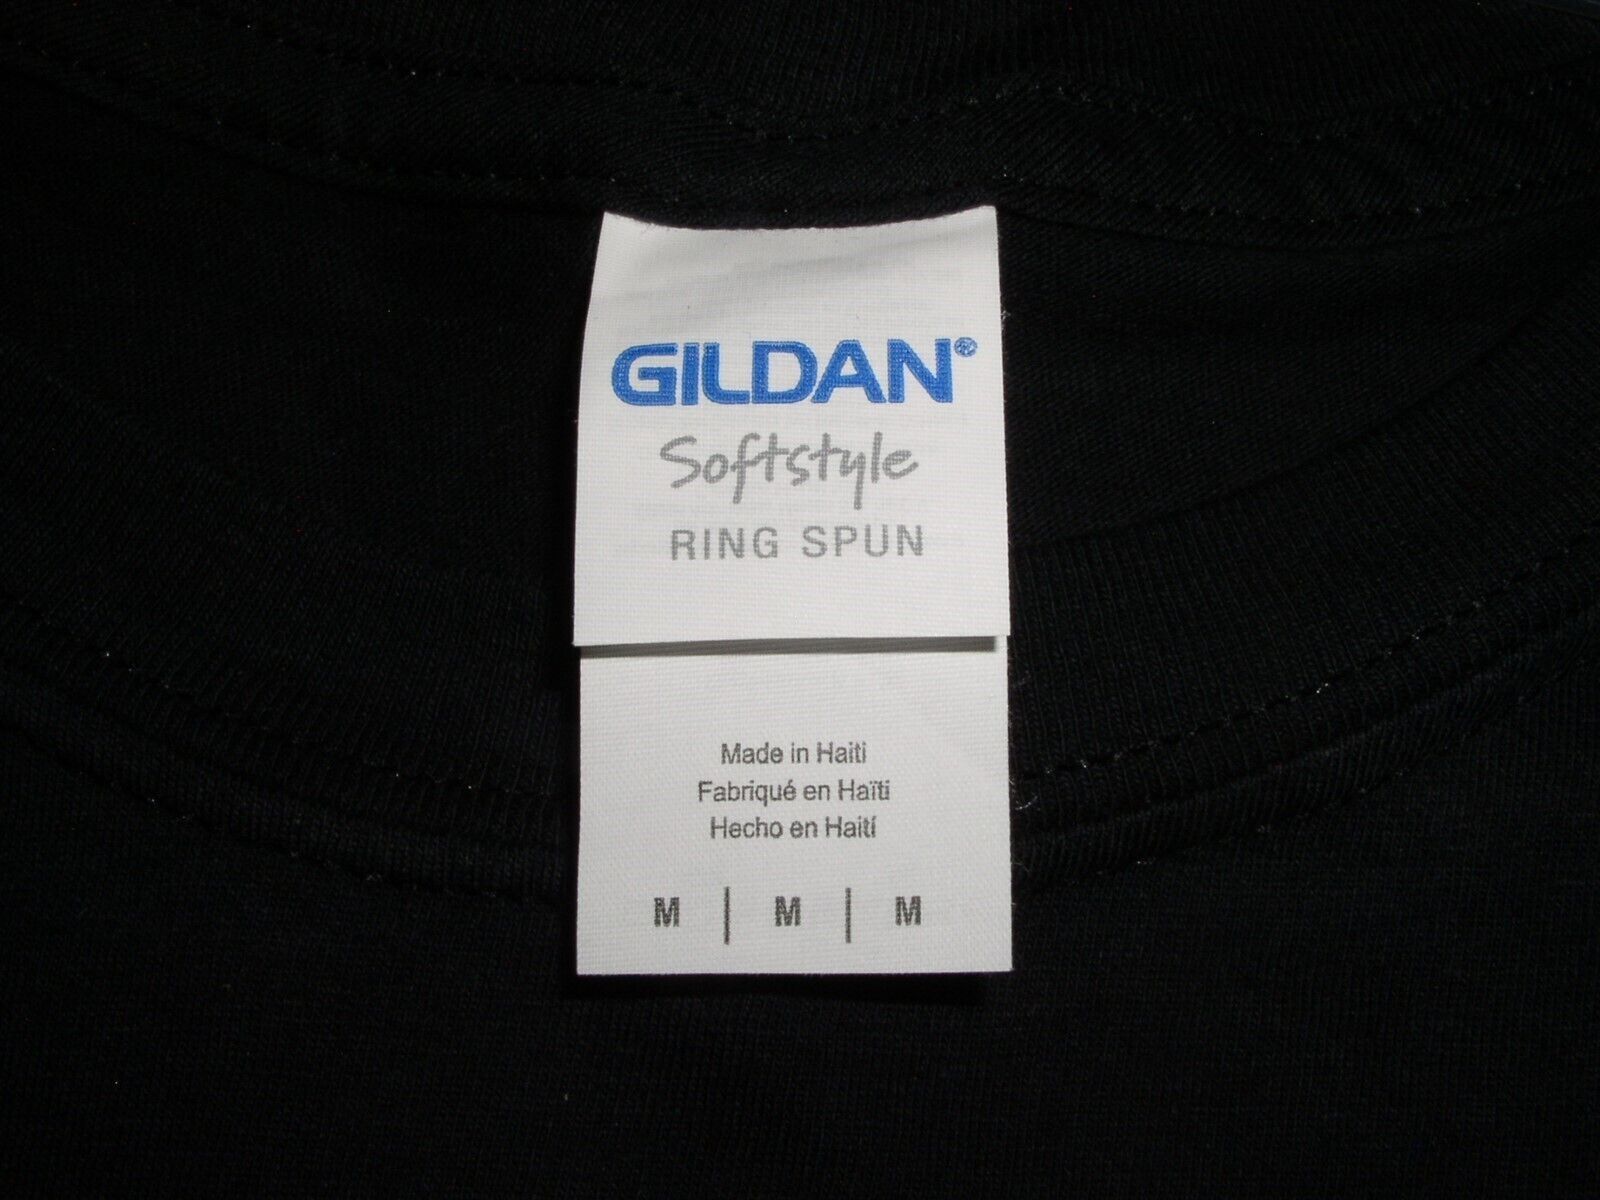 GILDAN®
Softstyle
RING SPUN
Made in Haiti
Fabriqué en Haïti
Hecho en Haití
M | M | M